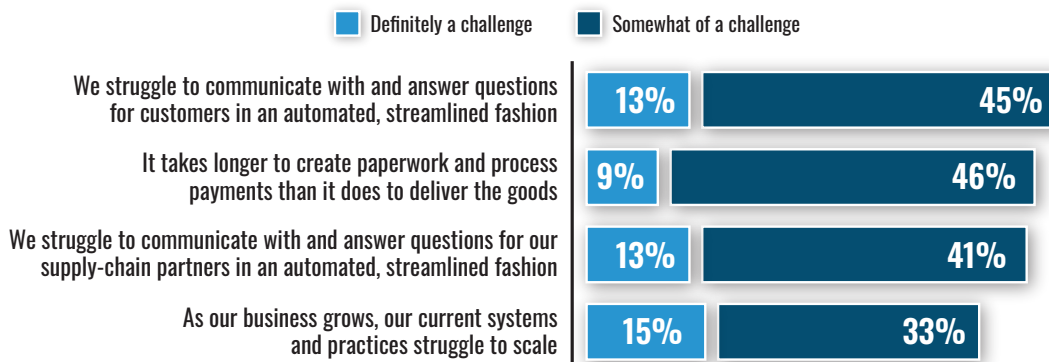 Definitely a challenge
Somewhat of a challenge
We struggle to communicate with and answer questions
for customers in an automated, streamlined fashion
13%
45%
It takes longer to create paperwork and process
payments than it does to deliver the goods
9%
46%
We struggle to communicate with and answer questions for our
supply-chain partners in an automated, streamlined fashion
13%
41%
As our business grows, our current systems
and practices struggle to scale
15%
33%